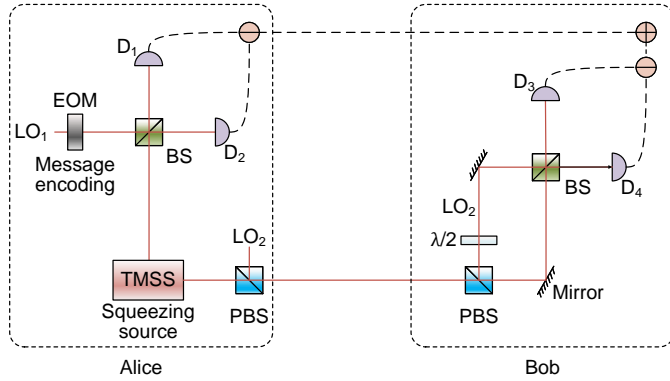 D1
D3
EOM
LO1
BS
D2
Message
encoding
BS
D4
LO2
LO2
λ/2
TMSS
Squeezing
source
PBS
PBS
Mirror
Alice
Bob